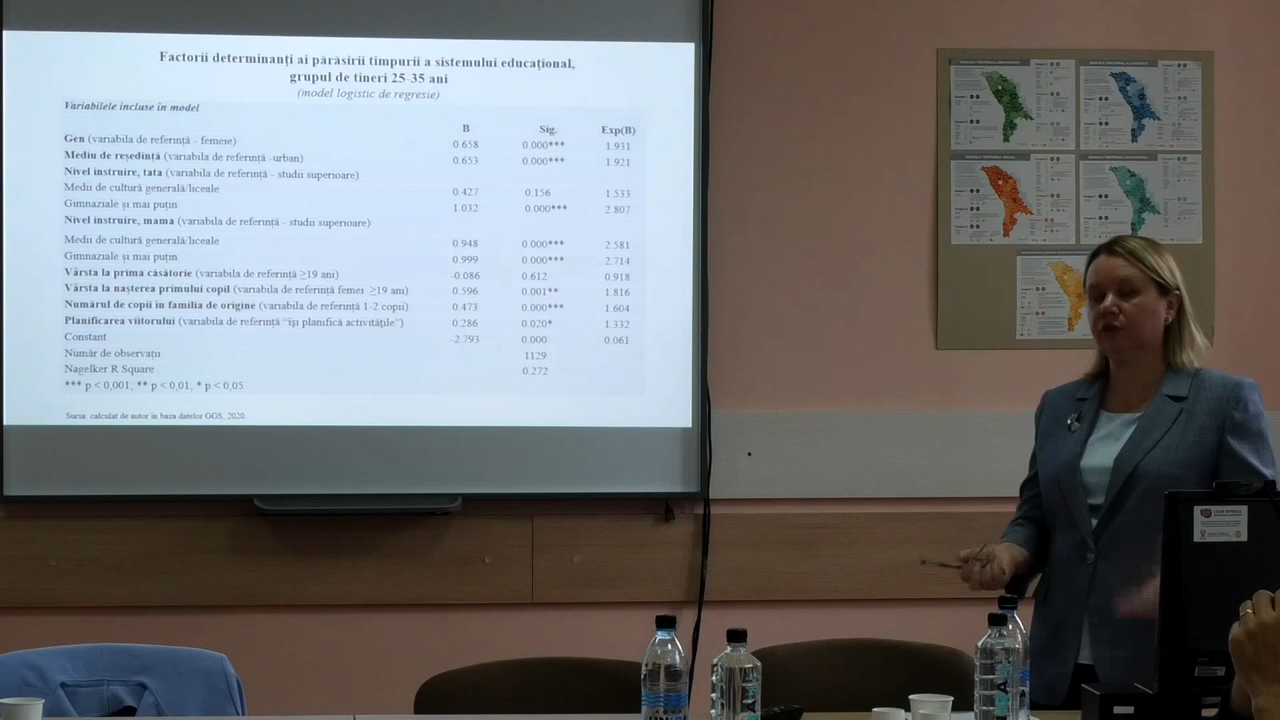 Factorii determinanți ai părăsirii timpurii a sistemului educațional,
grupul de tineri 25-35 ani
(model logistic de regresie)
Variabilele incluse în model
B Sig. Exp(B)
Gen (variabila de referință - femeie) 0.658 0.000*** 1.931
Mediu de reședință (variabila de referință -urban) 0.653 0.000*** 1.921
Nivel instruire, tata (variabila de referință - studii superioare)
Medii de cultură generală/liceale 0.427 0.156 1.533
Gimnaziale și mai puțin 1.032 0.000*** 2.807
Nivel instruire, mama (variabila de referință - studii superioare)
Medii de cultură generală/liceale 0.948 0.000*** 2.581
Gimnaziale și mai puțin 0.999 0.000*** 2.714
Vârsta la prima căsătorie (variabila de referință ≥19 ani) -0.086 0.612 0.918
Vârsta la nașterea primului copil (variabila de referință femei ≥19 ani) 0.596 0.001** 1.816
Numărul de copii în familia de origine (variabila de referință 1-2 copii) 0.473 0.000*** 1.604
Planificarea viitorului (variabila de referință "își planifică activitățile") 0.286 0.020* 1.332
Constant -2.793 0.000 0.061
Număr de observații 1129
Nagelker R Square 0.272
*** p < 0,001, ** p < 0,01, * p < 0,05
Sursa: calculat de autor în baza datelor GGS, 2020.